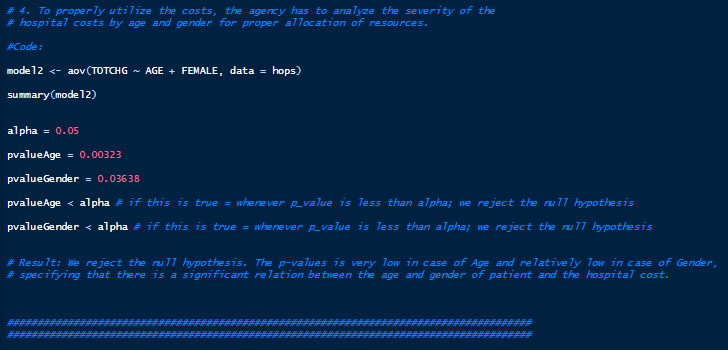 # 4. To properly utilize the costs, the agency has to analyze the severity of the
# hospital costs by age and gender for proper allocation of resources.
#Code:
model2 <- aov(TOTCHG ~ AGE + FEMALE, data = hops)
summary(model2)
alpha = 0.05
pvalueAge = 0.00323
pvalueGender = 0.03638
pvalueAge < alpha # if this is true = whenever p_value is less than alpha; we reject the null hypothesis
pvalueGender < alpha # if this is true = whenever p_value is less than alpha; we reject the null hypothesis
# Result: We reject the null hypothesis. The p-values is very low in case of Age and relatively low in case of Gender,
# specifying that there is a significant relation between the age and gender of patient and the hospital cost.
########################################################################################
########################################################################################